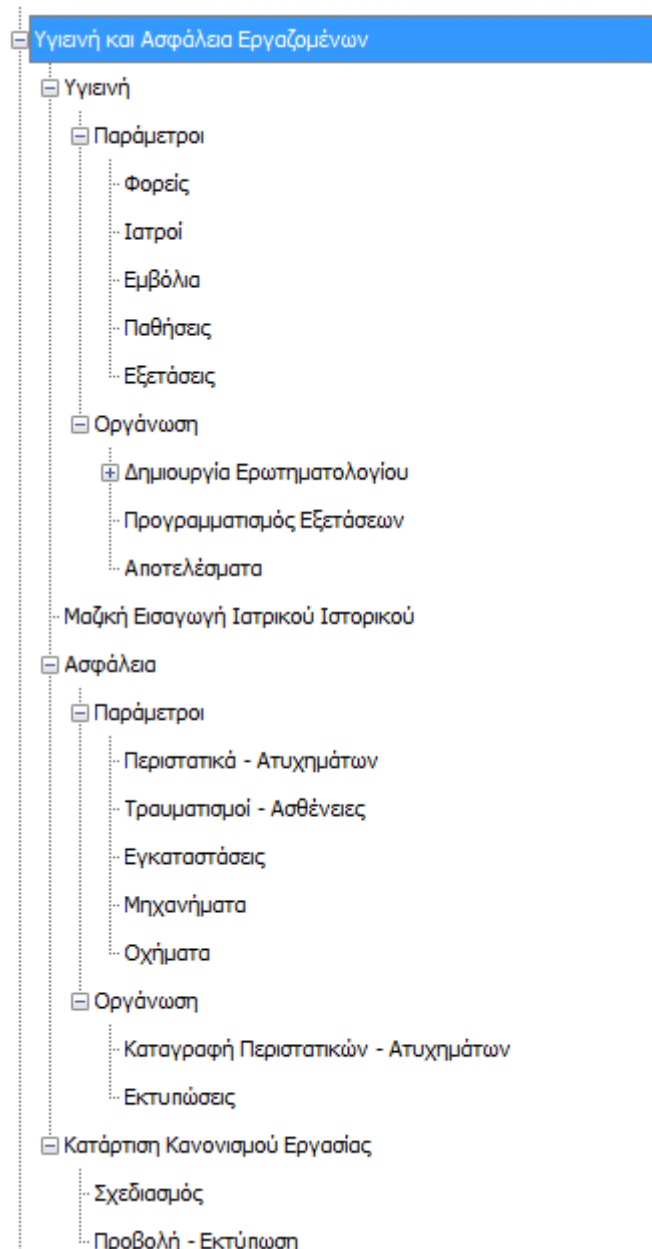 Υγιεινή και Ασφάλεια Εργαζομένων
Υγιεινή
Παράμετροι
Φορείς
Ιατροί
Εμβόλια
Παθήσεις
Εξετάσεις
Οργάνωση
Δημιουργία Ερωτηματολογίου
Προγραμματισμός Εξετάσεων
Αποτελέσματα
Μαζική Εισαγωγή Ιατρικού Ιστορικού
Ασφάλεια
Παράμετροι
Περιστατικά - Ατυχημάτων
Τραυματισμοί - Ασθένειες
Εγκαταστάσεις
Μηχανήματα
Οχήματα
Οργάνωση
Καταγραφή Περιστατικών - Ατυχημάτων
Εκτυπώσεις
Κατάρτιση Κανονισμού Εργασίας
Σχεδιασμός
Προβολή - Εκτύπωση